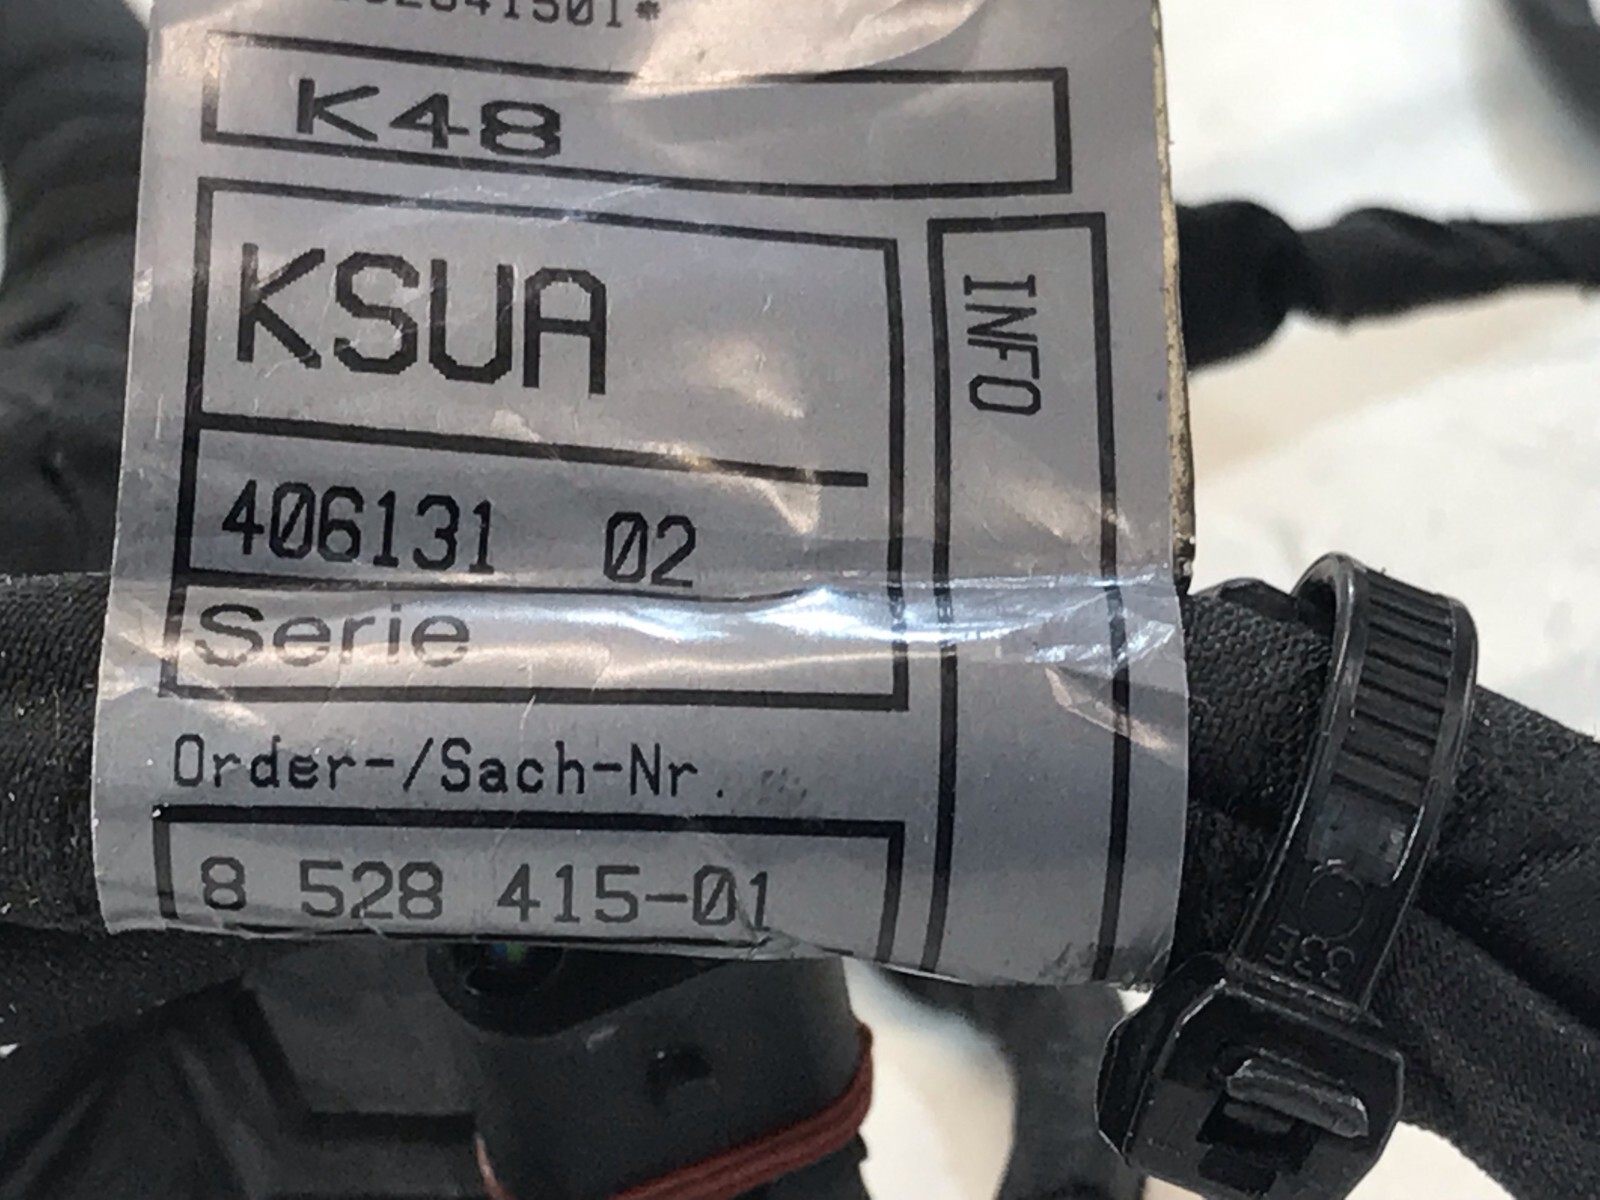 K48
KSUA
INFO
406131 02
Serie
Order-/Sach-Nr.
8 528 415-01